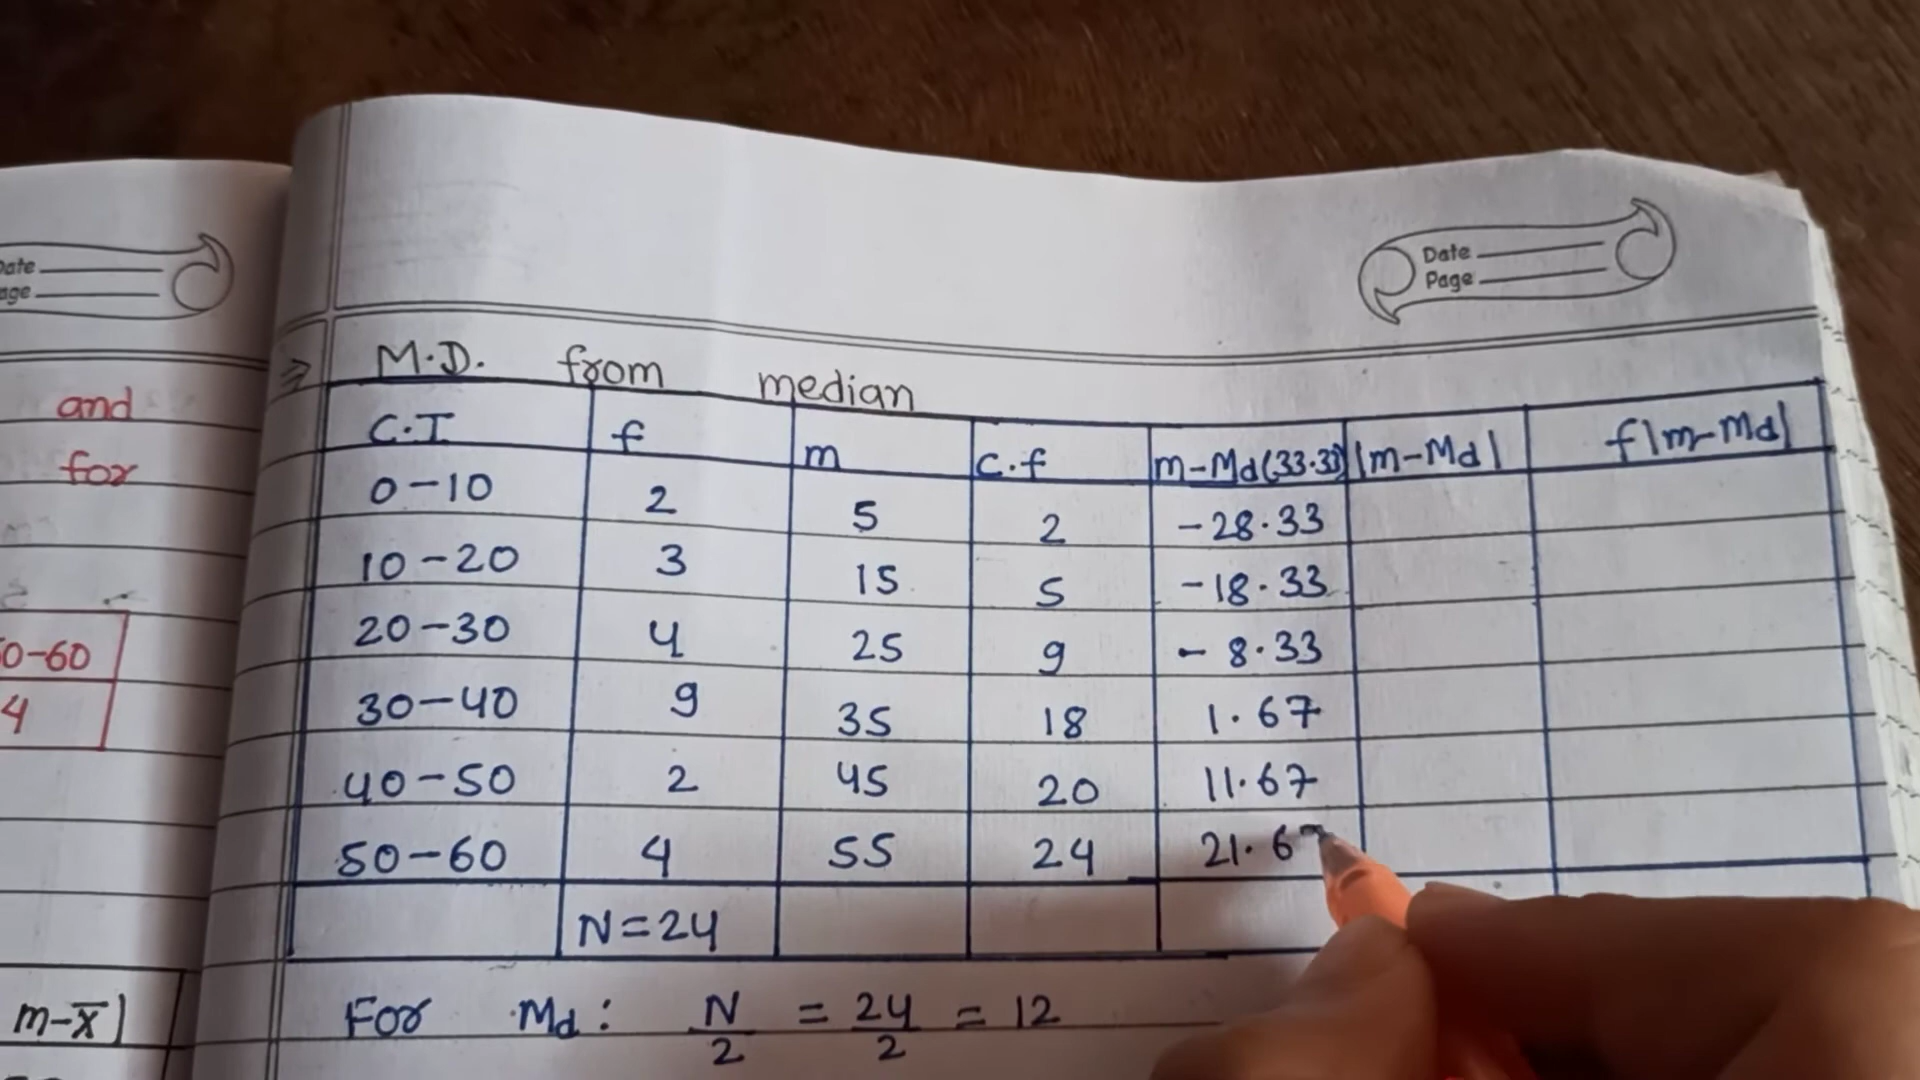 Date
Page
Date
age
and
for
0-60
4
m-x̄|
M.D. from median
C.I f m c.f m-Md(33.33) |m-Md| f|m-Md|
0-10 2 5 2 -28.33
10-20 3 15 5 -18.33
20-30 4 25 9 -8.33
30-40 9 35 18 1.67
40-50 2 45 20 11.67
50-60 4 55 24 21.67
N=24
For Md: N/2 = 24/2 = 12